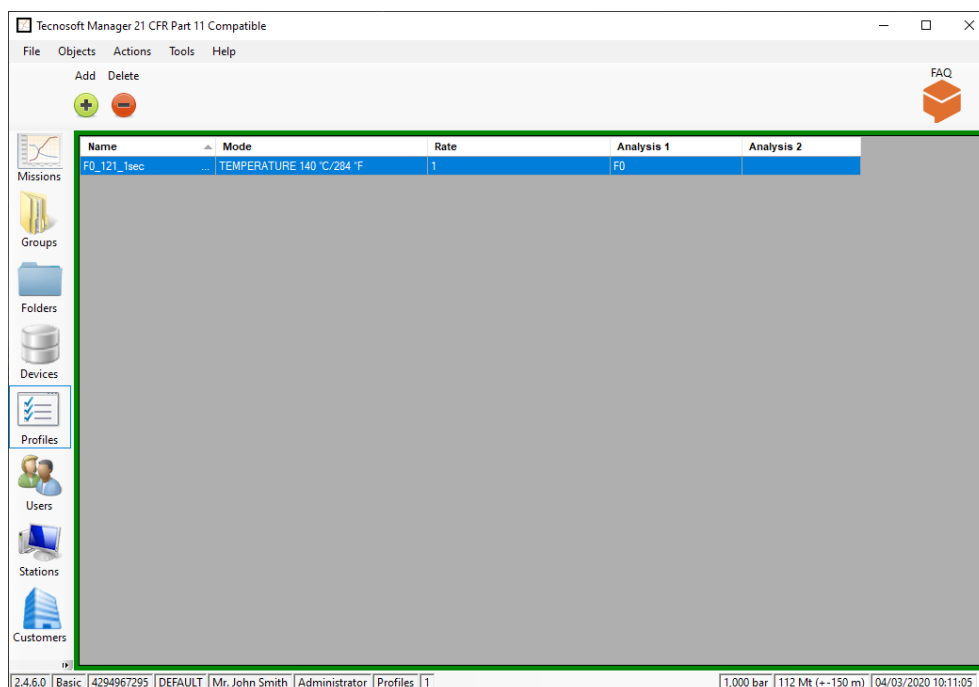 Tecnosoft Manager 21 CFR Part 11 Compatible
File Objects Actions Tools Help
Add Delete
FAQ
Name Mode Rate Analysis 1 Analysis 2
F0_121_1sec ... TEMPERATURE 140 °C/284 °F 1 F0
Missions
Groups
Folders
Devices
Profiles
Users
Stations
Customers
2.4.6.0 Basic 4294967295 DEFAULT Mr. John Smith Administrator Profiles 1 1.000 bar 112 Mt (+-150 m) 04/03/2020 10:11:05